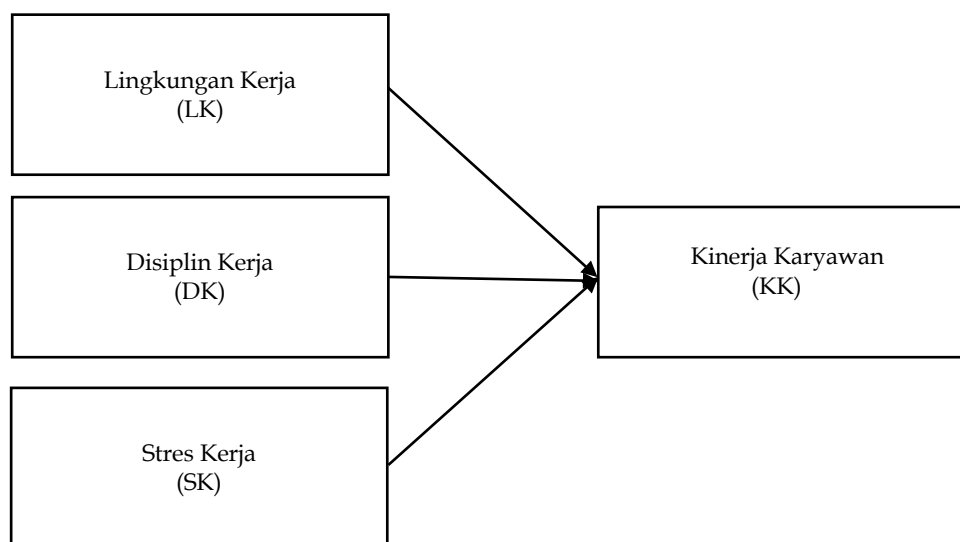 Lingkungan Kerja
(LK)
Disiplin Kerja
(DK)
Kinerja Karyawan
(KK)
Stres Kerja
(SK)